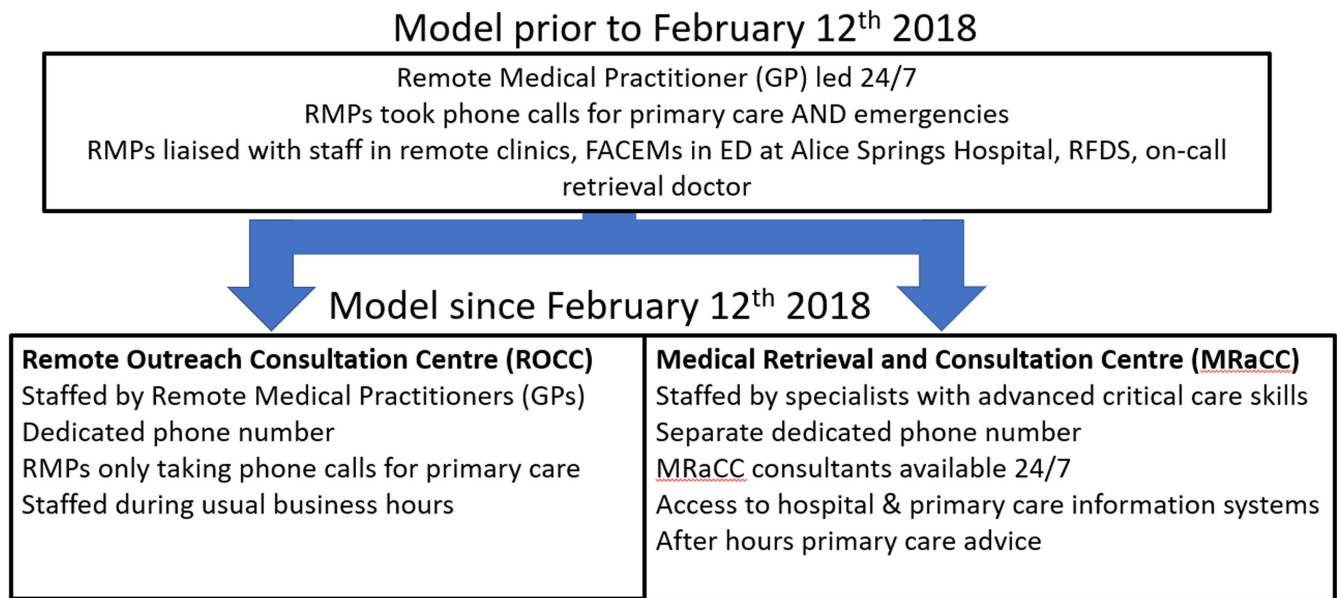 Model prior to February 12th 2018
Remote Medical Practitioner (GP) led 24/7
RMPs took phone calls for primary care AND emergencies
RMPs liaised with staff in remote clinics, FACEMs in ED at Alice Springs Hospital, RFDS, on-call
retrieval doctor
Model since February 12th 2018
Remote Outreach Consultation Centre (ROCC)
Staffed by Remote Medical Practitioners (GPs)
Dedicated phone number
RMPs only taking phone calls for primary care
Staffed during usual business hours
Medical Retrieval and Consultation Centre (MRaCC)
Staffed by specialists with advanced critical care skills
Separate dedicated phone number
MRaCC consultants available 24/7
Access to hospital & primary care information systems
After hours primary care advice